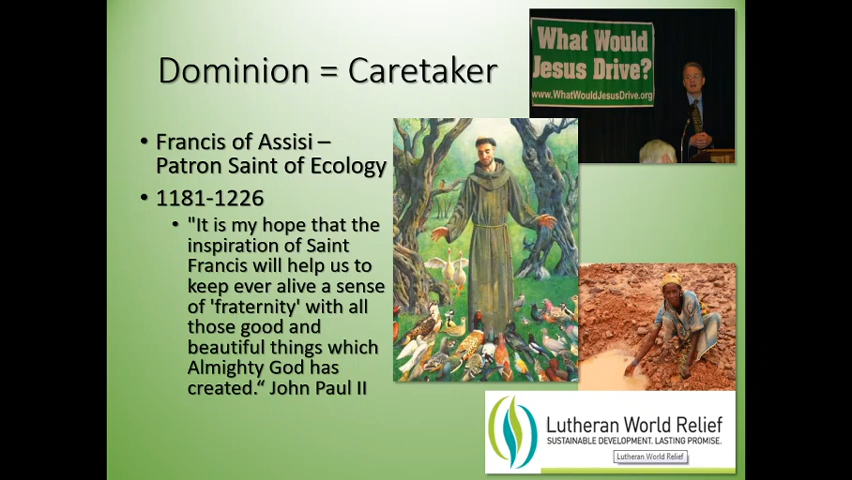 Dominion = Caretaker
• Francis of Assisi –
Patron Saint of Ecology
• 1181-1226
• "It is my hope that the
inspiration of Saint
Francis will help us to
keep ever alive a sense
of 'fraternity' with all
those good and
beautiful things which
Almighty God has
created.“ John Paul II
What Would
Jesus Drive?
www.WhatWouldJesusDrive.org
Lutheran World Relief
SUSTAINABLE DEVELOPMENT. LASTING PROMISE.
Lutheran World Relief